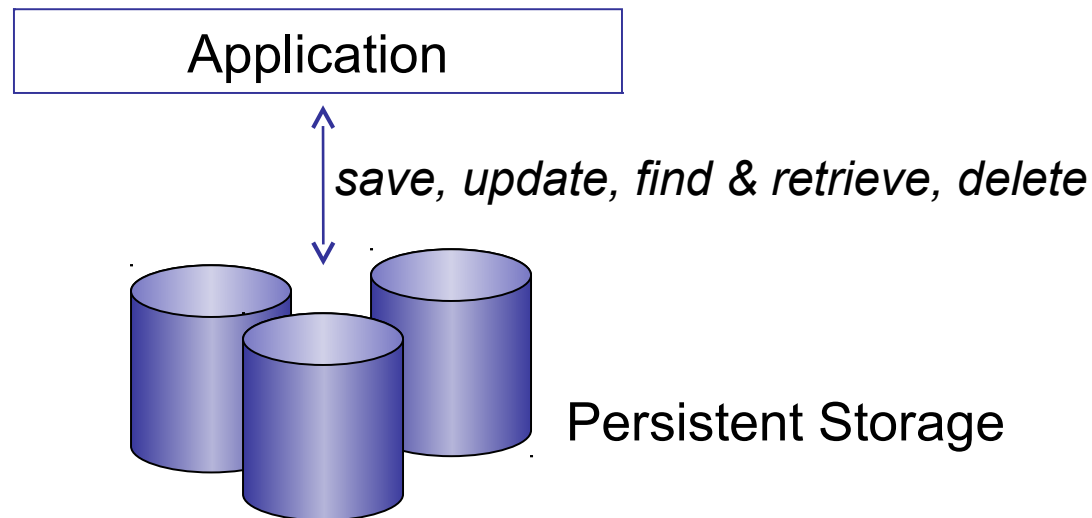 Application
save, update, find & retrieve, delete
Persistent Storage